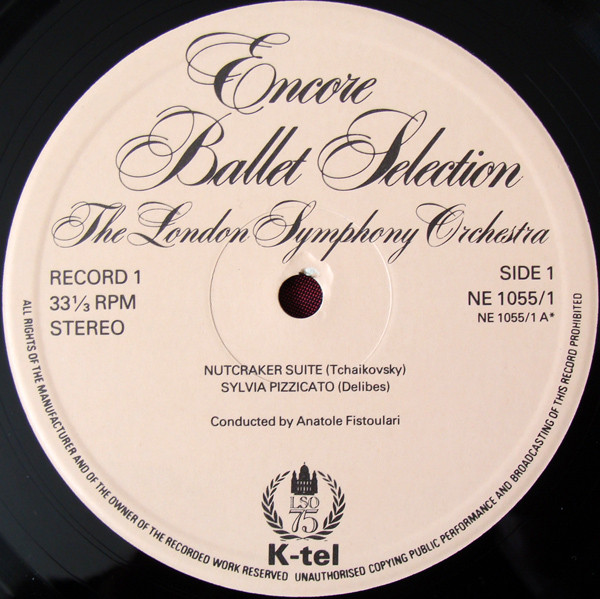 Encore
Ballet Selection
The London Symphony Orchestra
RECORD 1
33⅓ RPM
STEREO
SIDE 1
NE 1055/1
NE 1055/1 A*
NUTCRAKER SUITE (Tchaikovsky)
SYLVIA PIZZICATO (Delibes)
Conducted by Anatole Fistoulari
LSO
75
K-tel
ALL RIGHTS OF THE MANUFACTURER AND OF THE OWNER OF THE RECORDED WORK RESERVED UNAUTHORISED COPYING PUBLIC PERFORMANCE AND BROADCASTING OF THIS RECORD PROHIBITED